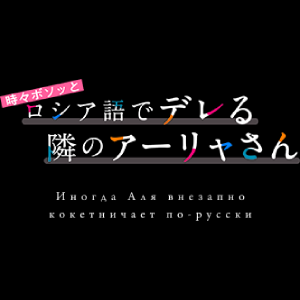 時々ボソッと
ロシア語でデレる
隣のアーリャさん
Иногда Аля внезапно
кокетничает по-русски